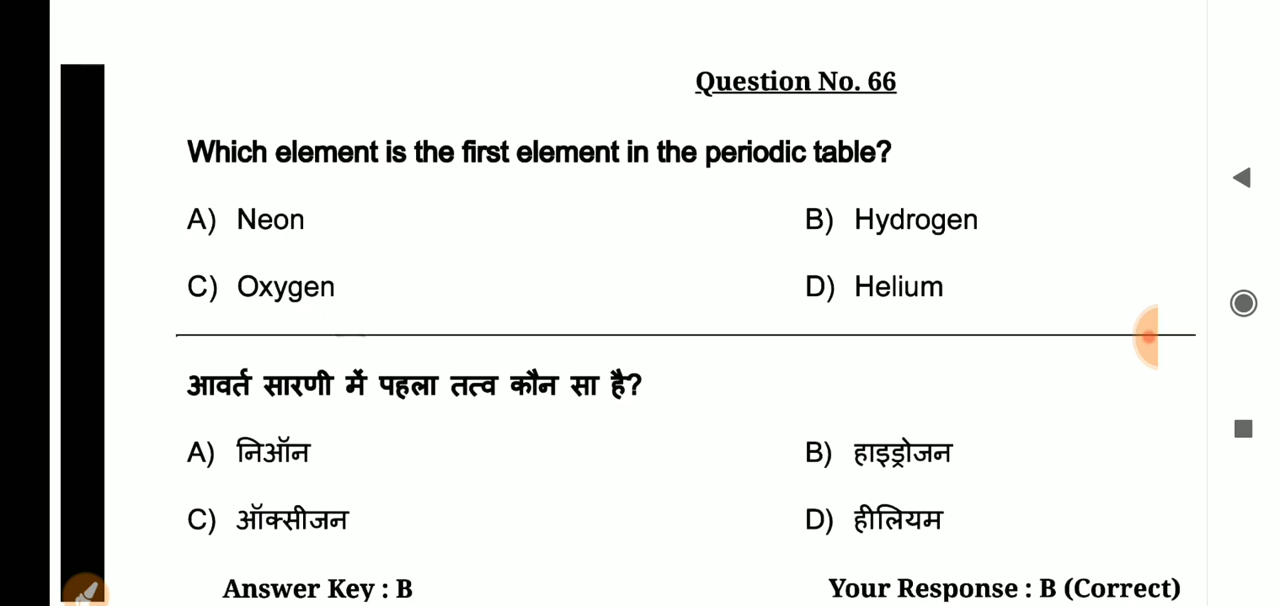 Question No. 66
Which element is the first element in the periodic table?
A) Neon B) Hydrogen
C) Oxygen D) Helium
आवर्त सारणी में पहला तत्व कौन सा है?
A) निऑन B) हाइड्रोजन
C) ऑक्सीजन D) हीलियम
Answer Key : B Your Response : B (Correct)